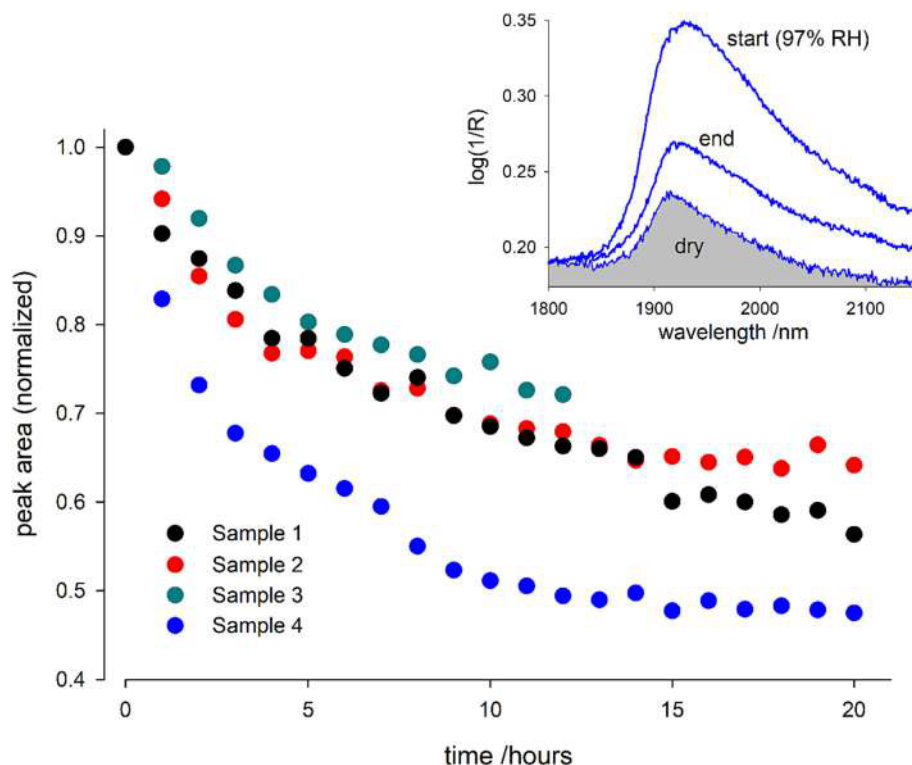 0.35
start (97% RH)
0.30
log(1/R)
end
0.25
dry
0.20
1800
1900
2000
2100
wavelength /nm
1.0
0.9
0.8
0.7
0.6
0.5
0.4
peak area (normalized)
Sample 1
Sample 2
Sample 3
Sample 4
0
5
10
15
20
time /hours